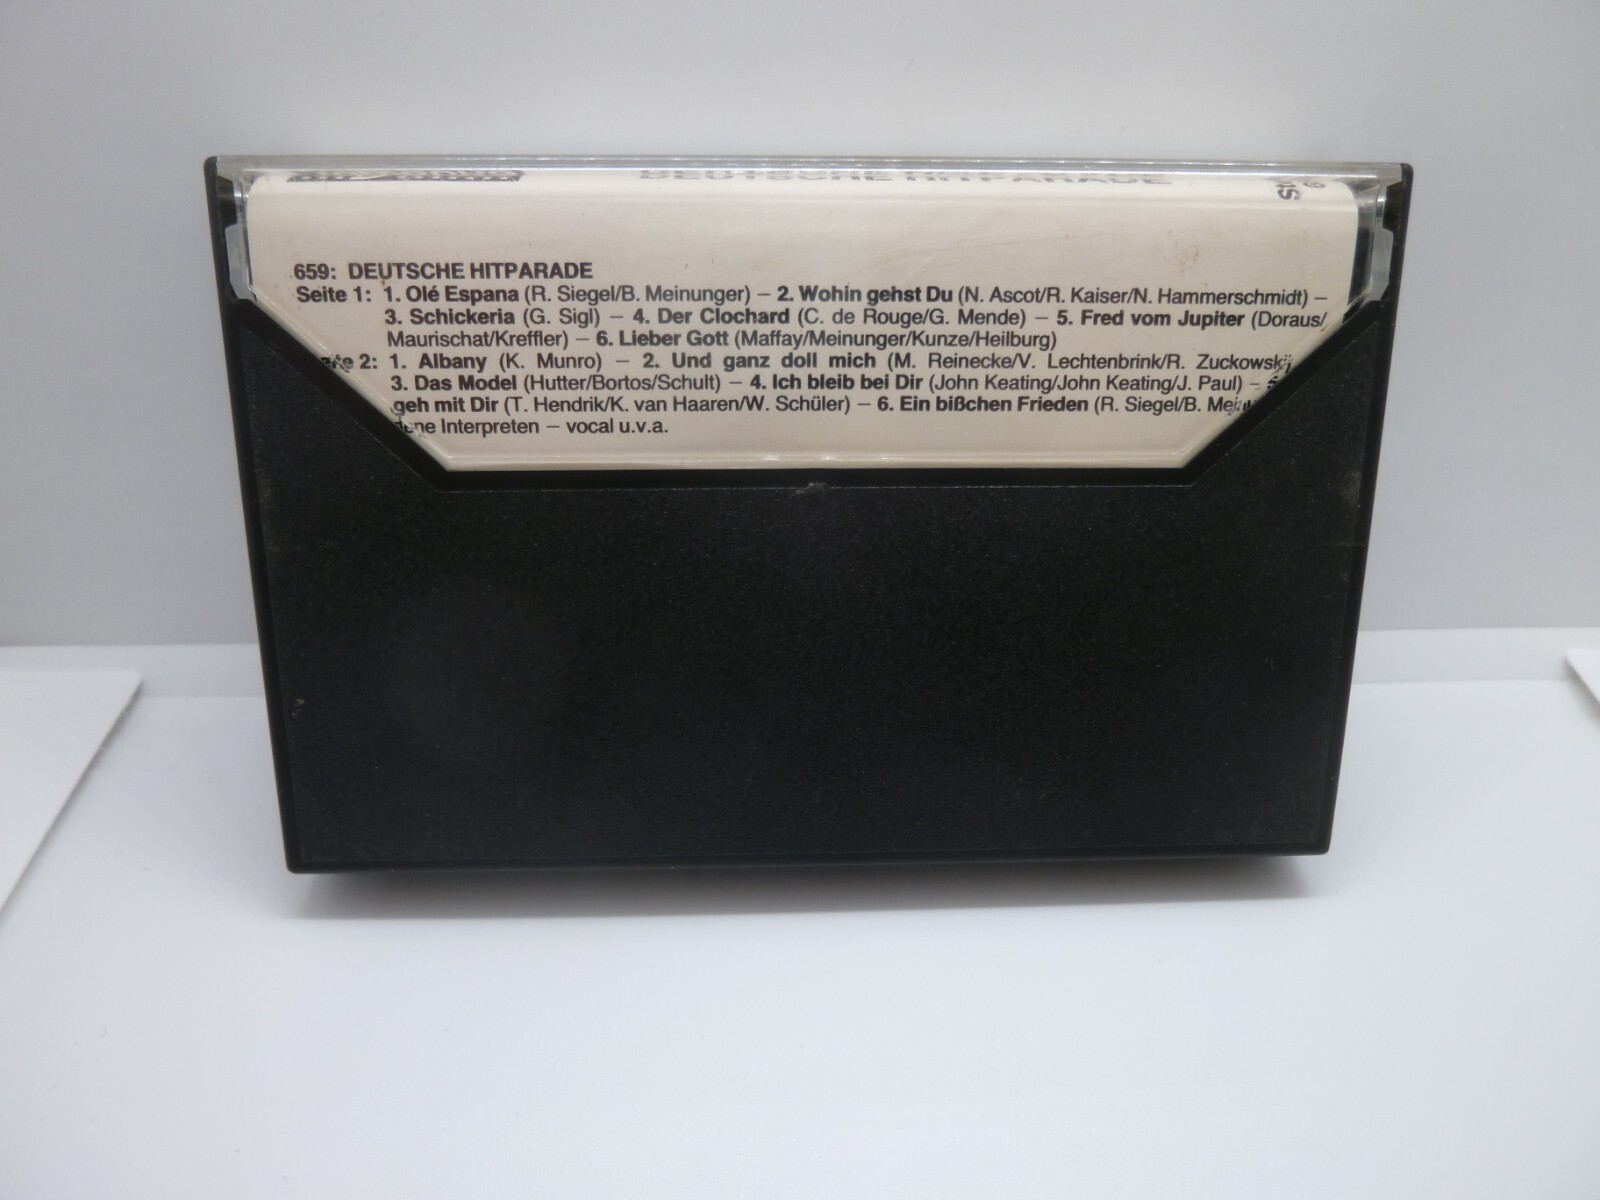 DEUTSCHE HITPARADE
659: DEUTSCHE HITPARADE
Seite 1: 1. Olé Espana (R. Siegel/B. Meinunger) – 2. Wohin gehst Du (N. Ascot/R. Kaiser/N. Hammerschmidt) –
3. Schickeria (G. Sigl) – 4. Der Clochard (C. de Rouge/G. Mende) – 5. Fred vom Jupiter (Doraus/
Maurischat/Kreffler) – 6. Lieber Gott (Maffay/Meinunger/Kunze/Heilburg)
2: 1. Albany (K. Munro) – 2. Und ganz doll mich (M. Reinecke/V. Lechtenbrink/R. Zuckowski
3. Das Model (Hutter/Bortos/Schult) – 4. Ich bleib bei Dir (John Keating/John Keating/J. Paul) –
geh mit Dir (T. Hendrik/K. van Haaren/W. Schüler) – 6. Ein bißchen Frieden (R. Siegel/B.
Interpreten – vocal u.v.a.